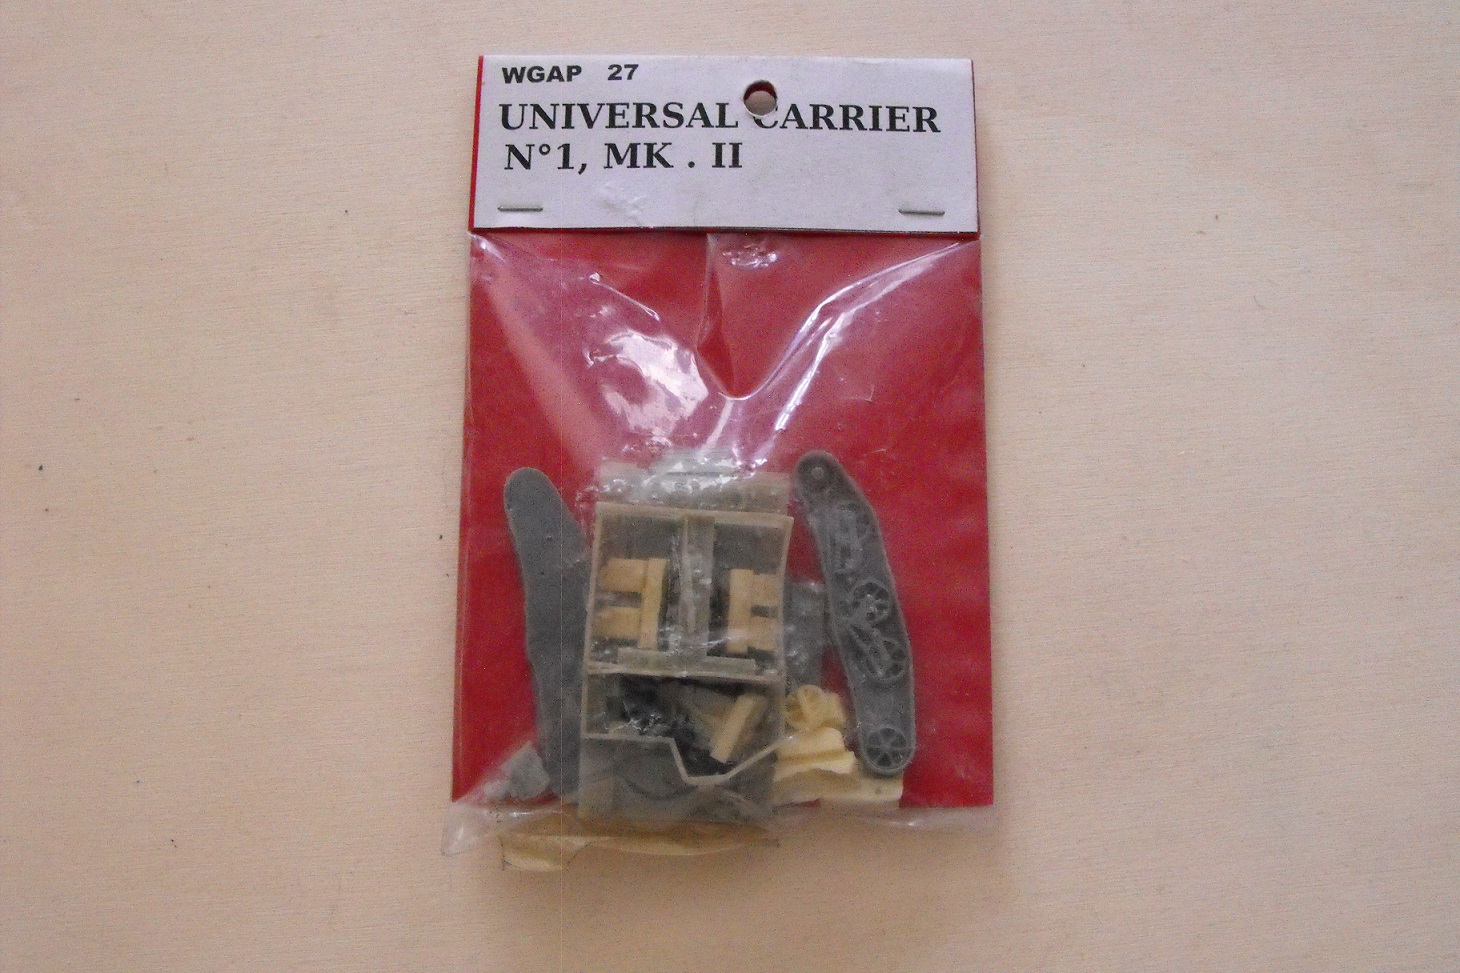 WGAP 27
UNIVERSAL CARRIER
N°1, MK . II